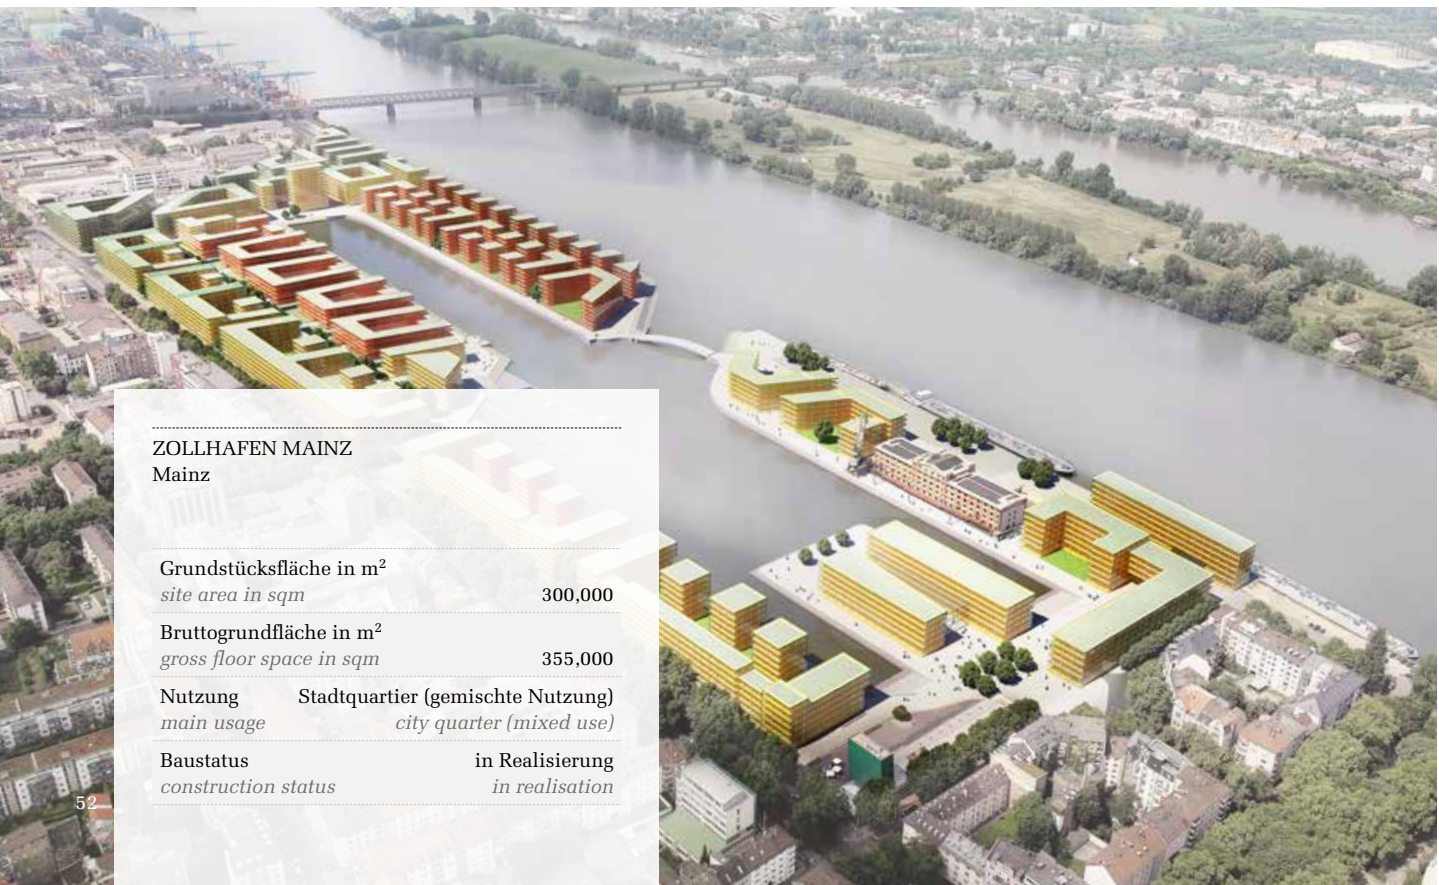 ZOLLHAFEN MAINZ
Mainz
Grundstücksfläche in m²
site area in sqm 300,000
Bruttogrundfläche in m²
gross floor space in sqm 355,000
Nutzung Stadtquartier (gemischte Nutzung)
main usage city quarter (mixed use)
Baustatus in Realisierung
construction status in realisation
52